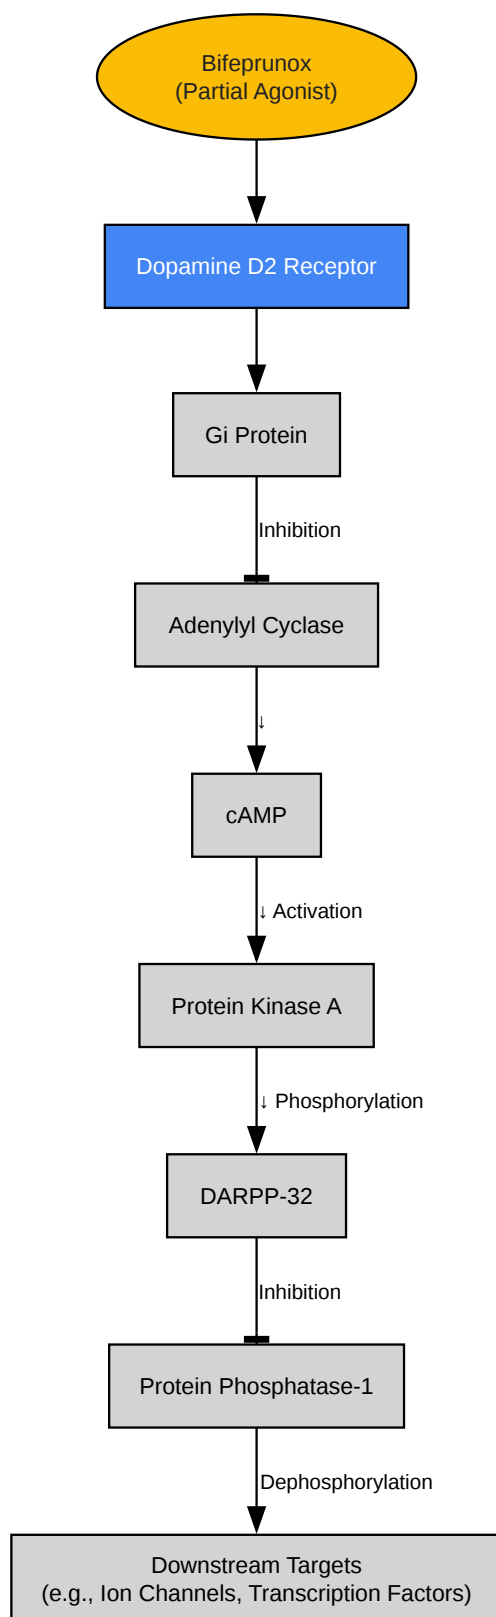 Bifeprunox
(Partial Agonist)
Dopamine D2 Receptor
Gi Protein
Inhibition
Adenylyl Cyclase
↓
cAMP
↓ Activation
Protein Kinase A
↓ Phosphorylation
DARPP-32
Inhibition
Protein Phosphatase-1
Dephosphorylation
Downstream Targets
(e.g., Ion Channels, Transcription Factors)